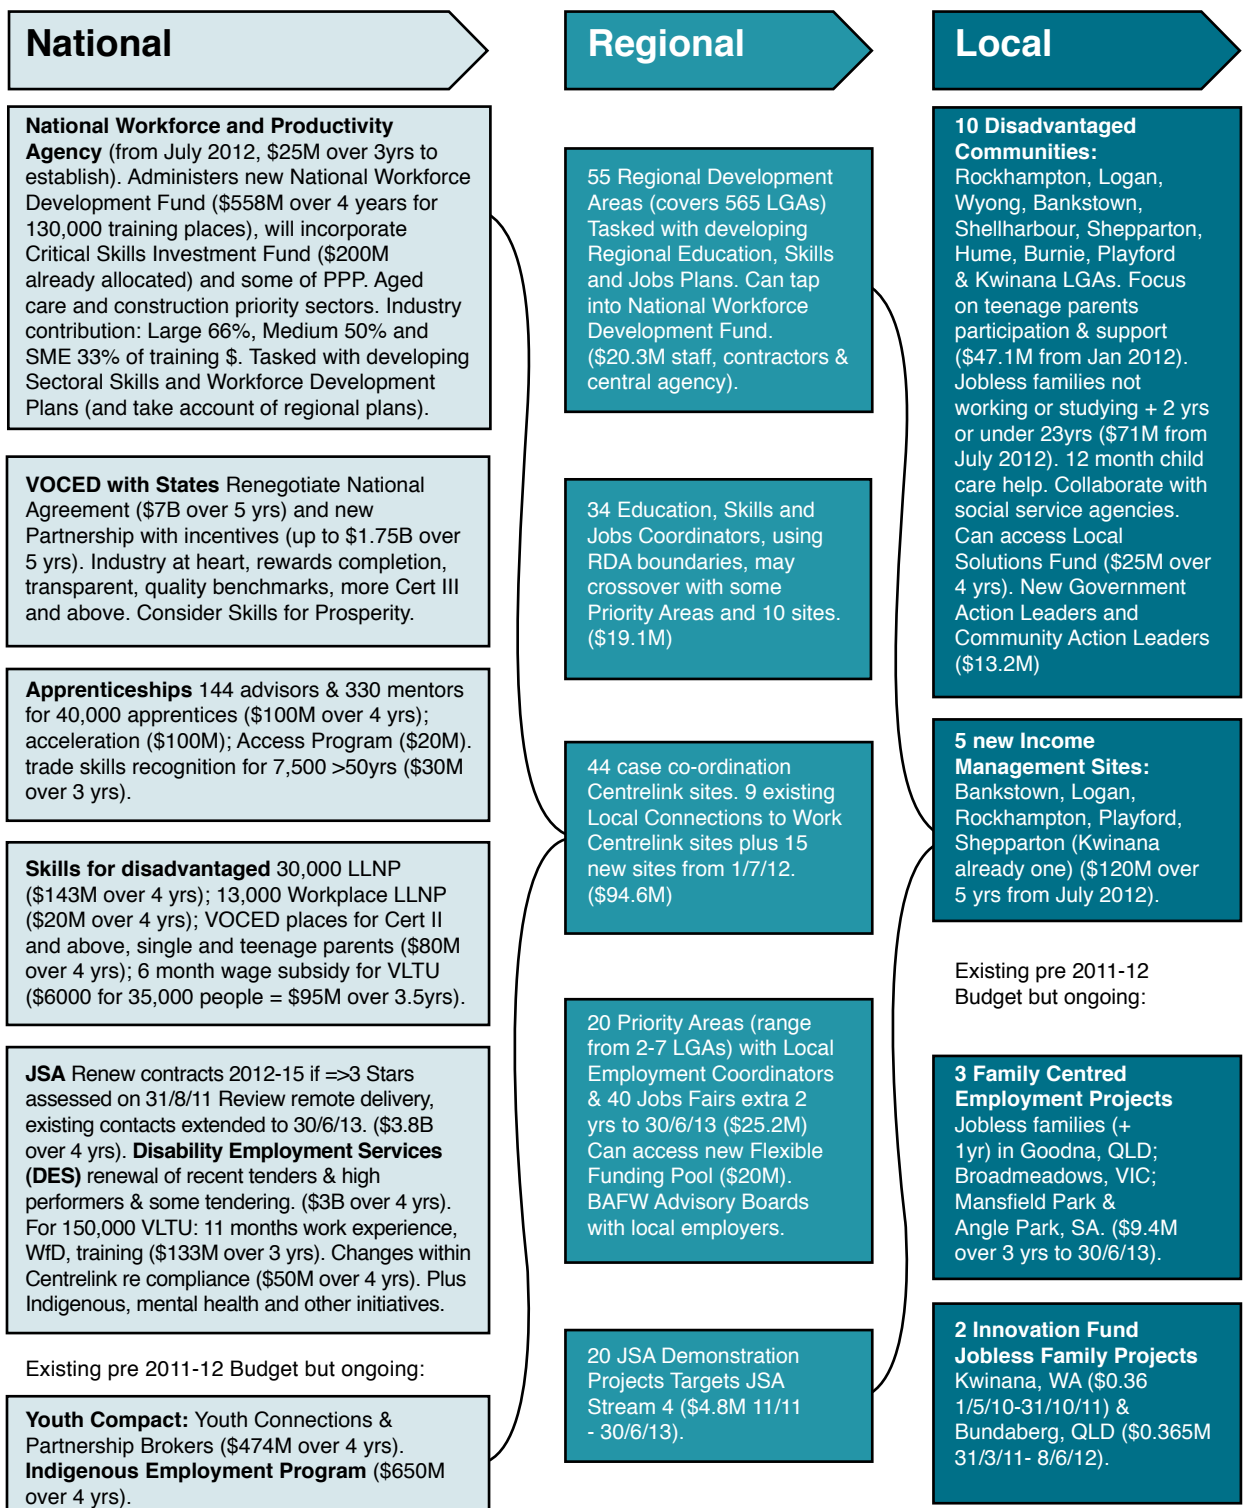 National
National Workforce and Productivity
Agency (from July 2012, $25M over 3yrs to
establish). Administers new National Workforce
Development Fund ($558M over 4 years for
130,000 training places), will incorporate
Critical Skills Investment Fund ($200M
already allocated) and some of PPP. Aged
care and construction priority sectors. Industry
contribution: Large 66%, Medium 50% and
SME 33% of training $. Tasked with developing
Sectoral Skills and Workforce Development
Plans (and take account of regional plans).
VOCED with States Renegotiate National
Agreement ($7B over 5 yrs) and new
Partnership with incentives (up to $1.75B over
5 yrs). Industry at heart, rewards completion,
transparent, quality benchmarks, more Cert III
and above. Consider Skills for Prosperity.
Apprenticeships 144 advisors & 330 mentors
for 40,000 apprentices ($100M over 4 yrs);
acceleration ($100M); Access Program ($20M).
trade skills recognition for 7,500 >50yrs ($30M
over 3 yrs).
Skills for disadvantaged 30,000 LLNP
($143M over 4 yrs); 13,000 Workplace LLNP
($20M over 4 yrs); VOCED places for Cert II
and above, single and teenage parents ($80M
over 4 yrs); 6 month wage subsidy for VLTU
($6000 for 35,000 people = $95M over 3.5yrs).
JSA Renew contracts 2012-15 if =>3 Stars
assessed on 31/8/11 Review remote delivery,
existing contacts extended to 30/6/13. ($3.8B
over 4 yrs). Disability Employment Services
(DES) renewal of recent tenders & high
performers & some tendering. ($3B over 4 yrs).
For 150,000 VLTU: 11 months work experience,
WfD, training ($133M over 3 yrs). Changes within
Centrelink re compliance ($50M over 4 yrs). Plus
Indigenous, mental health and other initiatives.
Existing pre 2011-12 Budget but ongoing:
Youth Compact: Youth Connections &
Partnership Brokers ($474M over 4 yrs).
Indigenous Employment Program ($650M
over 4 yrs).
Regional
55 Regional Development
Areas (covers 565 LGAs)
Tasked with developing
Regional Education, Skills
and Jobs Plans. Can tap
into National Workforce
Development Fund.
($20.3M staff, contractors &
central agency).
34 Education, Skills and
Jobs Coordinators, using
RDA boundaries, may
crossover with some
Priority Areas and 10 sites.
($19.1M)
44 case co-ordination
Centrelink sites. 9 existing
Local Connections to Work
Centrelink sites plus 15
new sites from 1/7/12.
($94.6M)
20 Priority Areas (range
from 2-7 LGAs) with Local
Employment Coordinators
& 40 Jobs Fairs extra 2
yrs to 30/6/13 ($25.2M)
Can access new Flexible
Funding Pool ($20M).
BAFW Advisory Boards
with local employers.
20 JSA Demonstration
Projects Targets JSA
Stream 4 ($4.8M 11/11
- 30/6/13).
Local
10 Disadvantaged
Communities:
Rockhampton, Logan,
Wyong, Bankstown,
Shellharbour, Shepparton,
Hume, Burnie, Playford
& Kwinana LGAs. Focus
on teenage parents
participation & support
($47.1M from Jan 2012).
Jobless families not
working or studying + 2 yrs
or under 23yrs ($71M from
July 2012). 12 month child
care help. Collaborate with
social service agencies.
Can access Local
Solutions Fund ($25M over
4 yrs). New Government
Action Leaders and
Community Action Leaders
($13.2M)
5 new Income
Management Sites:
Bankstown, Logan,
Rockhampton, Playford,
Shepparton (Kwinana
already one) ($120M over
5 yrs from July 2012).
Existing pre 2011-12
Budget but ongoing:
3 Family Centred
Employment Projects
Jobless families (+
1yr) in Goodna, QLD;
Broadmeadows, VIC;
Mansfield Park &
Angle Park, SA. ($9.4M
over 3 yrs to 30/6/13).
2 Innovation Fund
Jobless Family Projects
Kwinana, WA ($0.36
1/5/10-31/10/11) &
Bundaberg, QLD ($0.365M
31/3/11- 8/6/12).